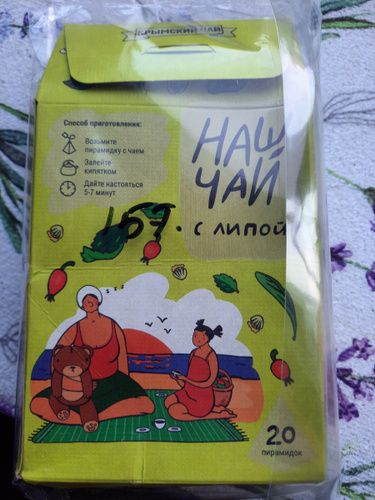 КРЫМСКИЙ ЧАЙ
Способ приготовления:
Возьмите
пирамидку с чаем
Залейте
кипятком
Дайте настояться
5-7 минут
НАШ
ЧАЙ
157.
с липой
z z z
20
пирамидок